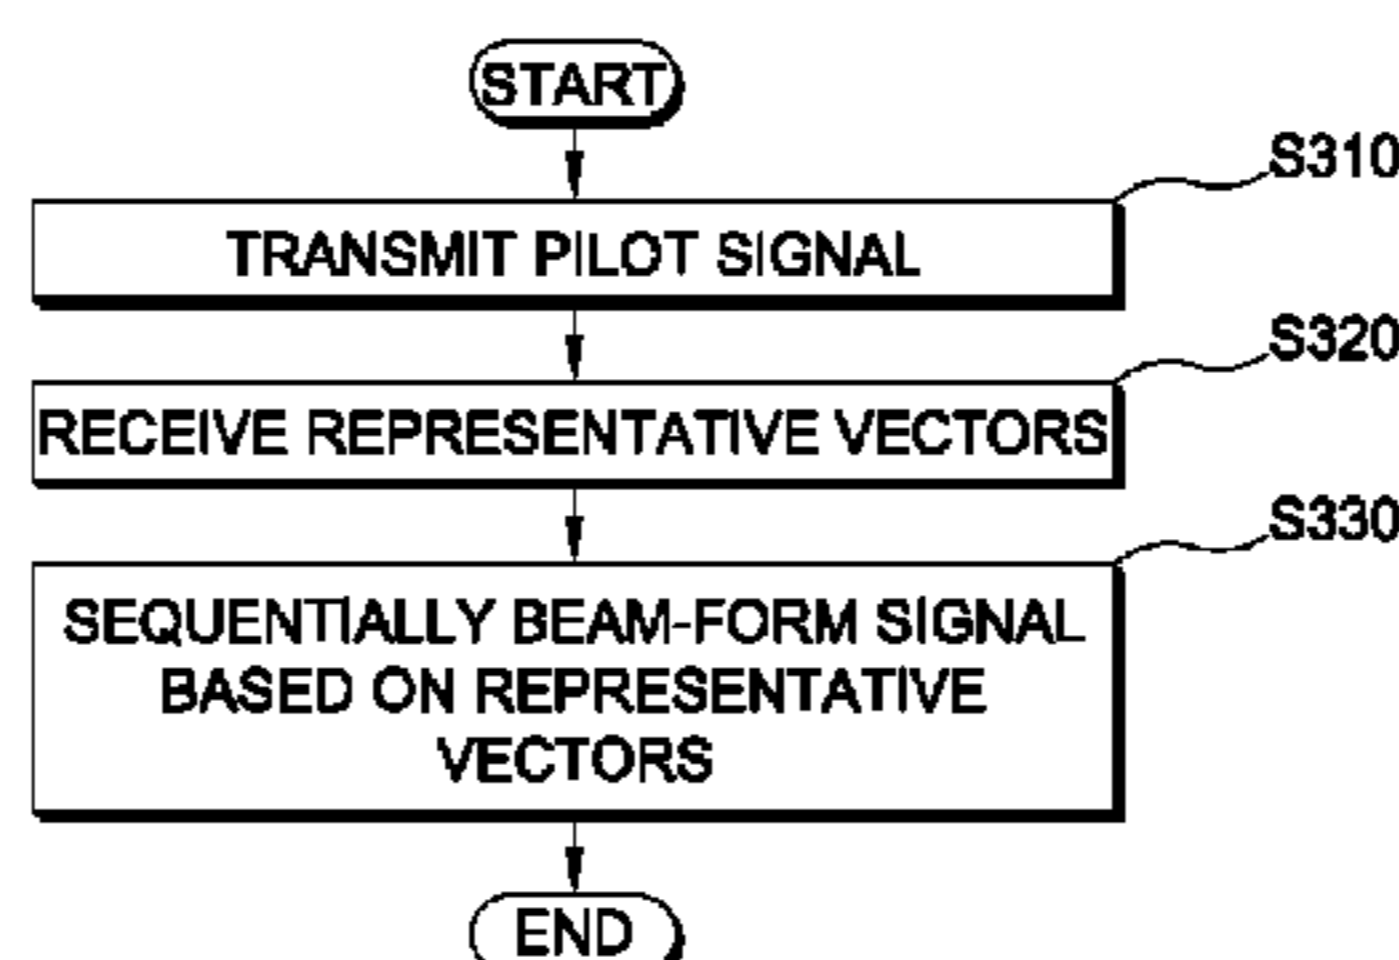 START
S310
TRANSMIT PILOT SIGNAL
S320
RECEIVE REPRESENTATIVE VECTORS
S330
SEQUENTIALLY BEAM-FORM SIGNAL
BASED ON REPRESENTATIVE
VECTORS
END